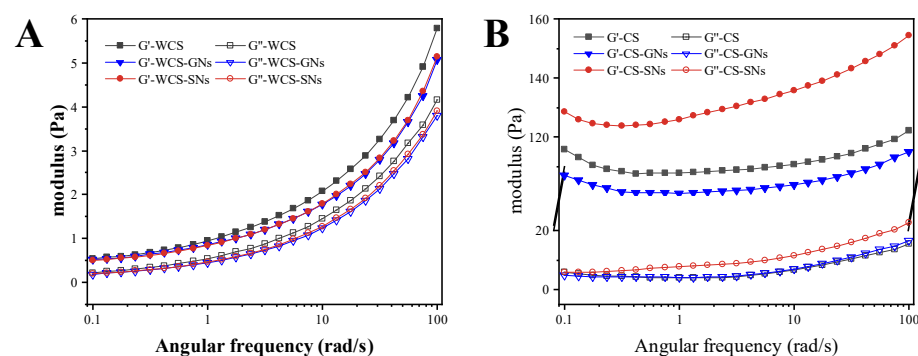 A
B
G'-WCS
G''-WCS
G'-WCS-GNs
G''-WCS-GNs
G'-WCS-SNs
G''-WCS-SNs
G'-CS
G''-CS
G'-CS-GNs
G''-CS-GNs
G'-CS-SNs
G''-CS-SNs
modulus (Pa)
6
5
4
3
2
1
0
0.1
1
10
100
Angular frequency (rad/s)
modulus (Pa)
160
140
120
20
0
0.1
1
10
100
Angular frequency (rad/s)